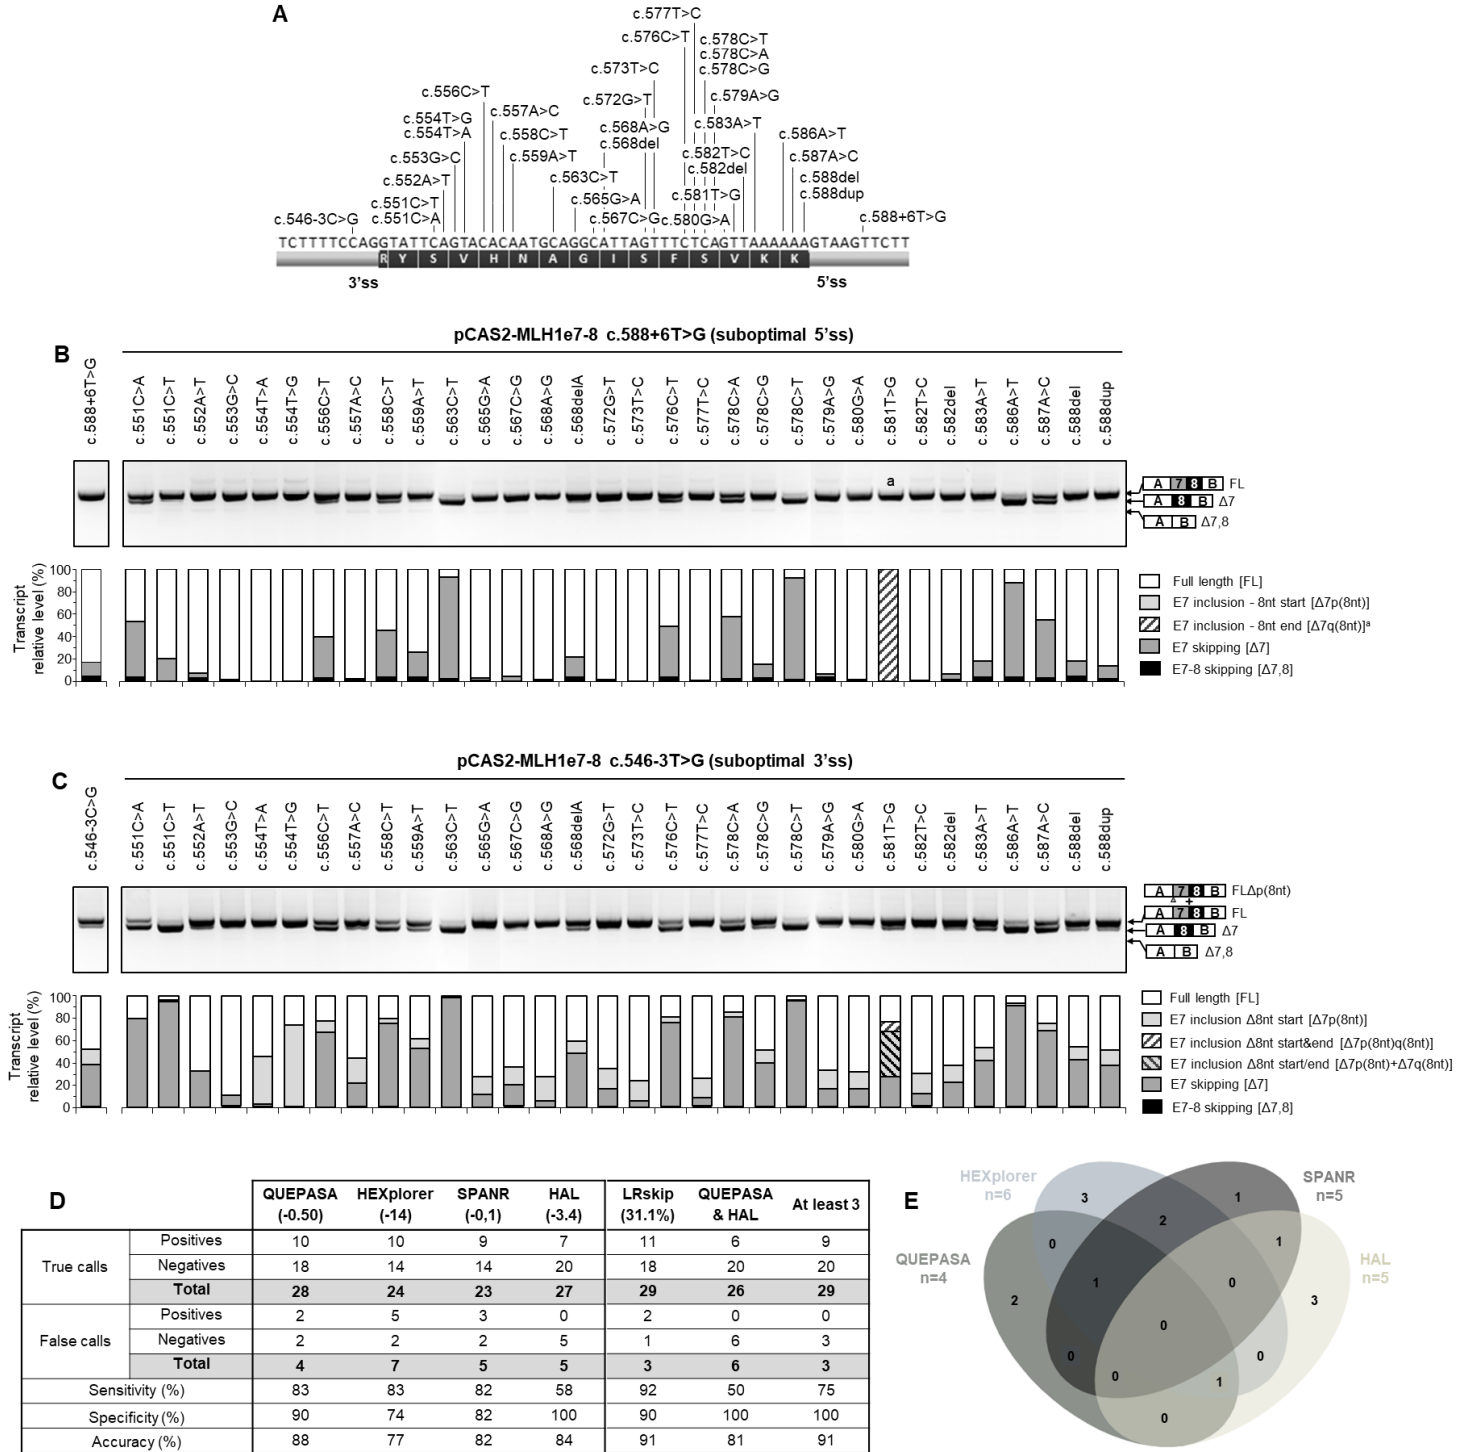 A
c.577T>C
c.576C>T
c.578C>T
c.578C>A
c.573T>C
c.578C>G
c.556C>T
c.572G>T
c.579A>G
c.557A>C
c.554T>G
c.568A>G
c.583A>T
c.554T>A
c.558C>T
c.568del
c.586A>T
c.553G>C
c.559A>T
c.582T>C
c.587A>C
c.552A>T
c.563C>T
c.582del
c.588del
c.551C>T
c.565G>A
c.581T>G
c.588dup
c.546-3C>G
c.551C>A
c.567C>G
c.580G>A
c.588+6T>G
TCTTTTCCAGGTATTCAGTACACAATGCAGGCATTAGTTTCTCAGTTAAAAAAGTAAGTTCTT
R Y S V H N A G I S F S V K K
3'ss
5'ss
B
pCAS2-MLH1e7-8 c.588+6T>G (suboptimal 5'ss)
c.588+6T>G
c.551C>A
c.551C>T
c.552A>T
c.553G>C
c.554T>A
c.554T>G
c.556C>T
c.557A>C
c.558C>T
c.559A>T
c.563C>T
c.565G>A
c.567C>G
c.568A>G
c.568delA
c.572G>T
c.573T>C
c.576C>T
c.577T>C
c.578C>A
c.578C>G
c.578C>T
c.579A>G
c.580G>A
c.581T>G
c.582T>C
c.582del
c.583A>T
c.586A>T
c.587A>C
c.588del
c.588dup
a
A 7 8 B FL
A 8 B Δ7
A B Δ7,8
Transcript
relative level (%)
100
80
60
40
20
0
Full length [FL]
E7 inclusion - 8nt start [Δ7p(8nt)]
E7 inclusion - 8nt end [Δ7q(8nt)]a
E7 skipping [Δ7]
E7-8 skipping [Δ7,8]
C
pCAS2-MLH1e7-8 c.546-3T>G (suboptimal 3'ss)
c.546-3C>G
c.551C>A
c.551C>T
c.552A>T
c.553G>C
c.554T>A
c.554T>G
c.556C>T
c.557A>C
c.558C>T
c.559A>T
c.563C>T
c.565G>A
c.567C>G
c.568A>G
c.568delA
c.572G>T
c.573T>C
c.576C>T
c.577T>C
c.578C>A
c.578C>G
c.578C>T
c.579A>G
c.580G>A
c.581T>G
c.582T>C
c.582del
c.583A>T
c.586A>T
c.587A>C
c.588del
c.588dup
A 7 8 B FLΔp(8nt)
+
A 7 8 B FL
A 8 B Δ7
A B Δ7,8
Transcript
relative level (%)
100
80
60
40
20
0
Full length [FL]
E7 inclusion Δ8nt start [Δ7p(8nt)]
E7 inclusion Δ8nt start&end [Δ7p(8nt)q(8nt)]
E7 inclusion Δ8nt start/end [Δ7p(8nt)+Δ7q(8nt)]
E7 skipping [Δ7]
E7-8 skipping [Δ7,8]
D
QUEPASA (-0.50) HEXplorer (-14) SPANR (-0,1) HAL (-3.4) LRskip (31.1%) QUEPASA & HAL At least 3
True calls
Positives 10 10 9 7 11 6 9
Negatives 18 14 14 20 18 20 20
Total 28 24 23 27 29 26 29
False calls
Positives 2 5 3 0 2 0 0
Negatives 2 2 2 5 1 6 3
Total 4 7 5 5 3 6 3
Sensitivity (%) 83 83 82 58 92 50 75
Specificity (%) 90 74 82 100 90 100 100
Accuracy (%) 88 77 82 84 91 81 91
E
HEXplorer
n=6
SPANR
n=5
QUEPASA
n=4
HAL
n=5
3
1
2
0
1
1
0
2
3
0
0
0
0
1
0